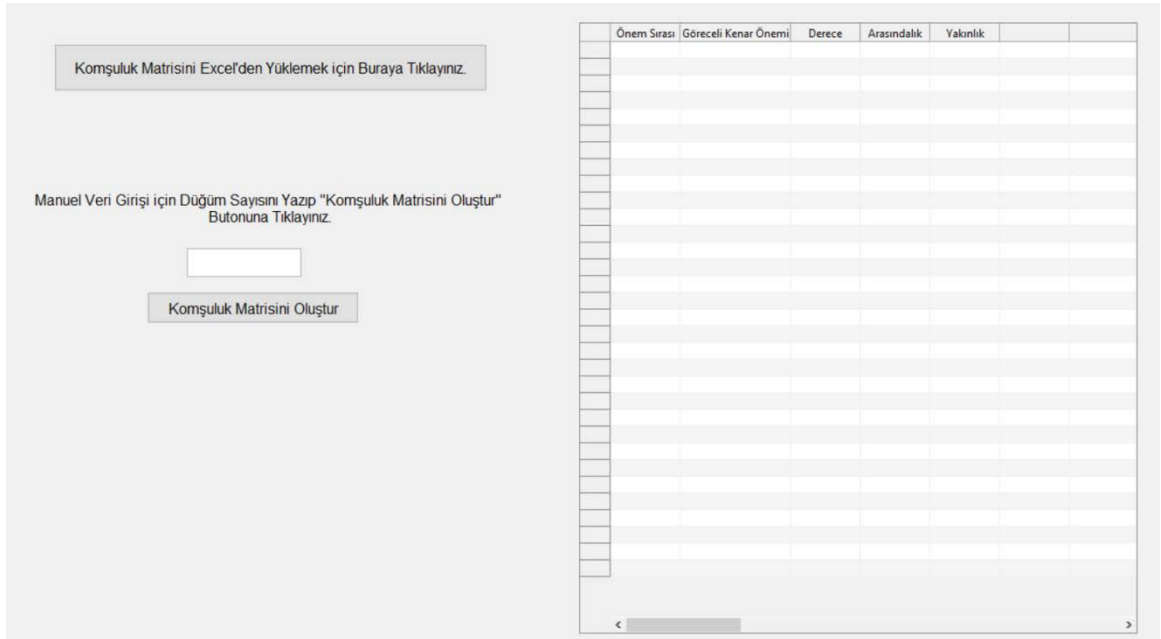 Komşuluk Matrisini Excel'den Yüklemek için Buraya Tıklayınız.
Manuel Veri Girişi için Düğüm Sayısını Yazıp "Komşuluk Matrisini Oluştur"
Butonuna Tıklayınız.
Komşuluk Matrisini Oluştur
Önem Sırası Göreceli Kenar Önemi Derece Arasındalık Yakınlık